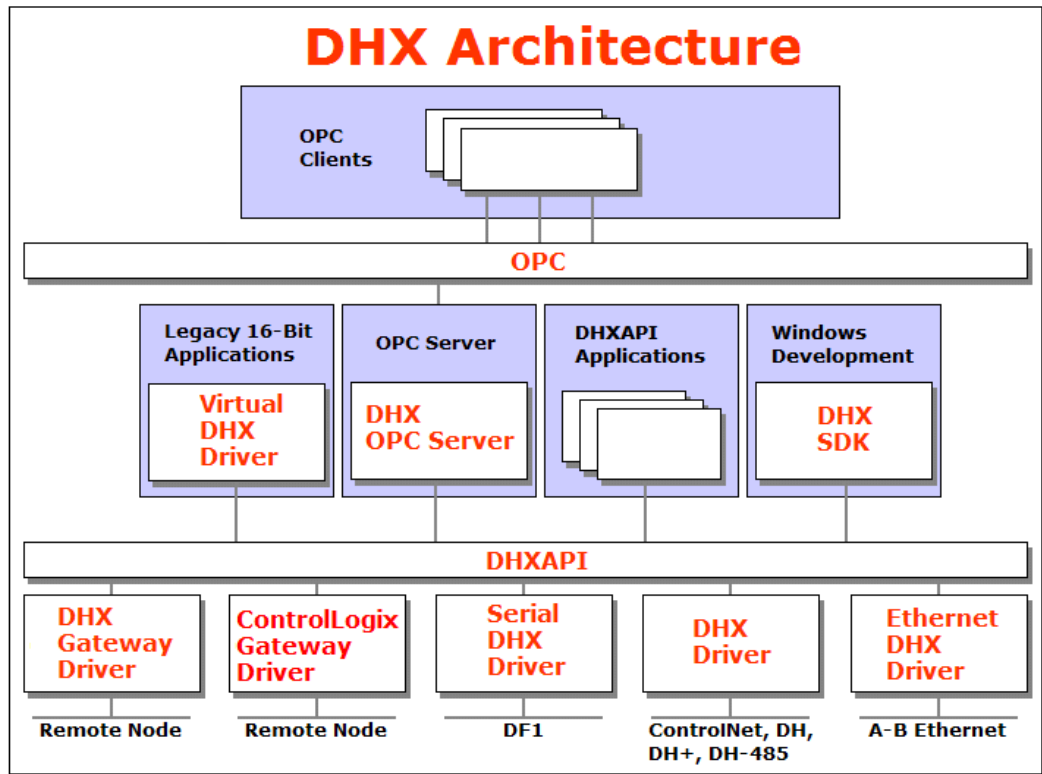 DHX Architecture
OPC
Clients
OPC
Legacy 16-Bit
Applications
Virtual
DHX
Driver
OPC Server
DHX
OPC Server
DHXAPI
Applications
Windows
Development
DHX
SDK
DHXAPI
DHX
Gateway
Driver
ControlLogix
Gateway
Driver
Serial
DHX
Driver
DHX
Driver
Ethernet
DHX
Driver
Remote Node
Remote Node
DF1
ControlNet, DH,
DH+, DH-485
A-B Ethernet